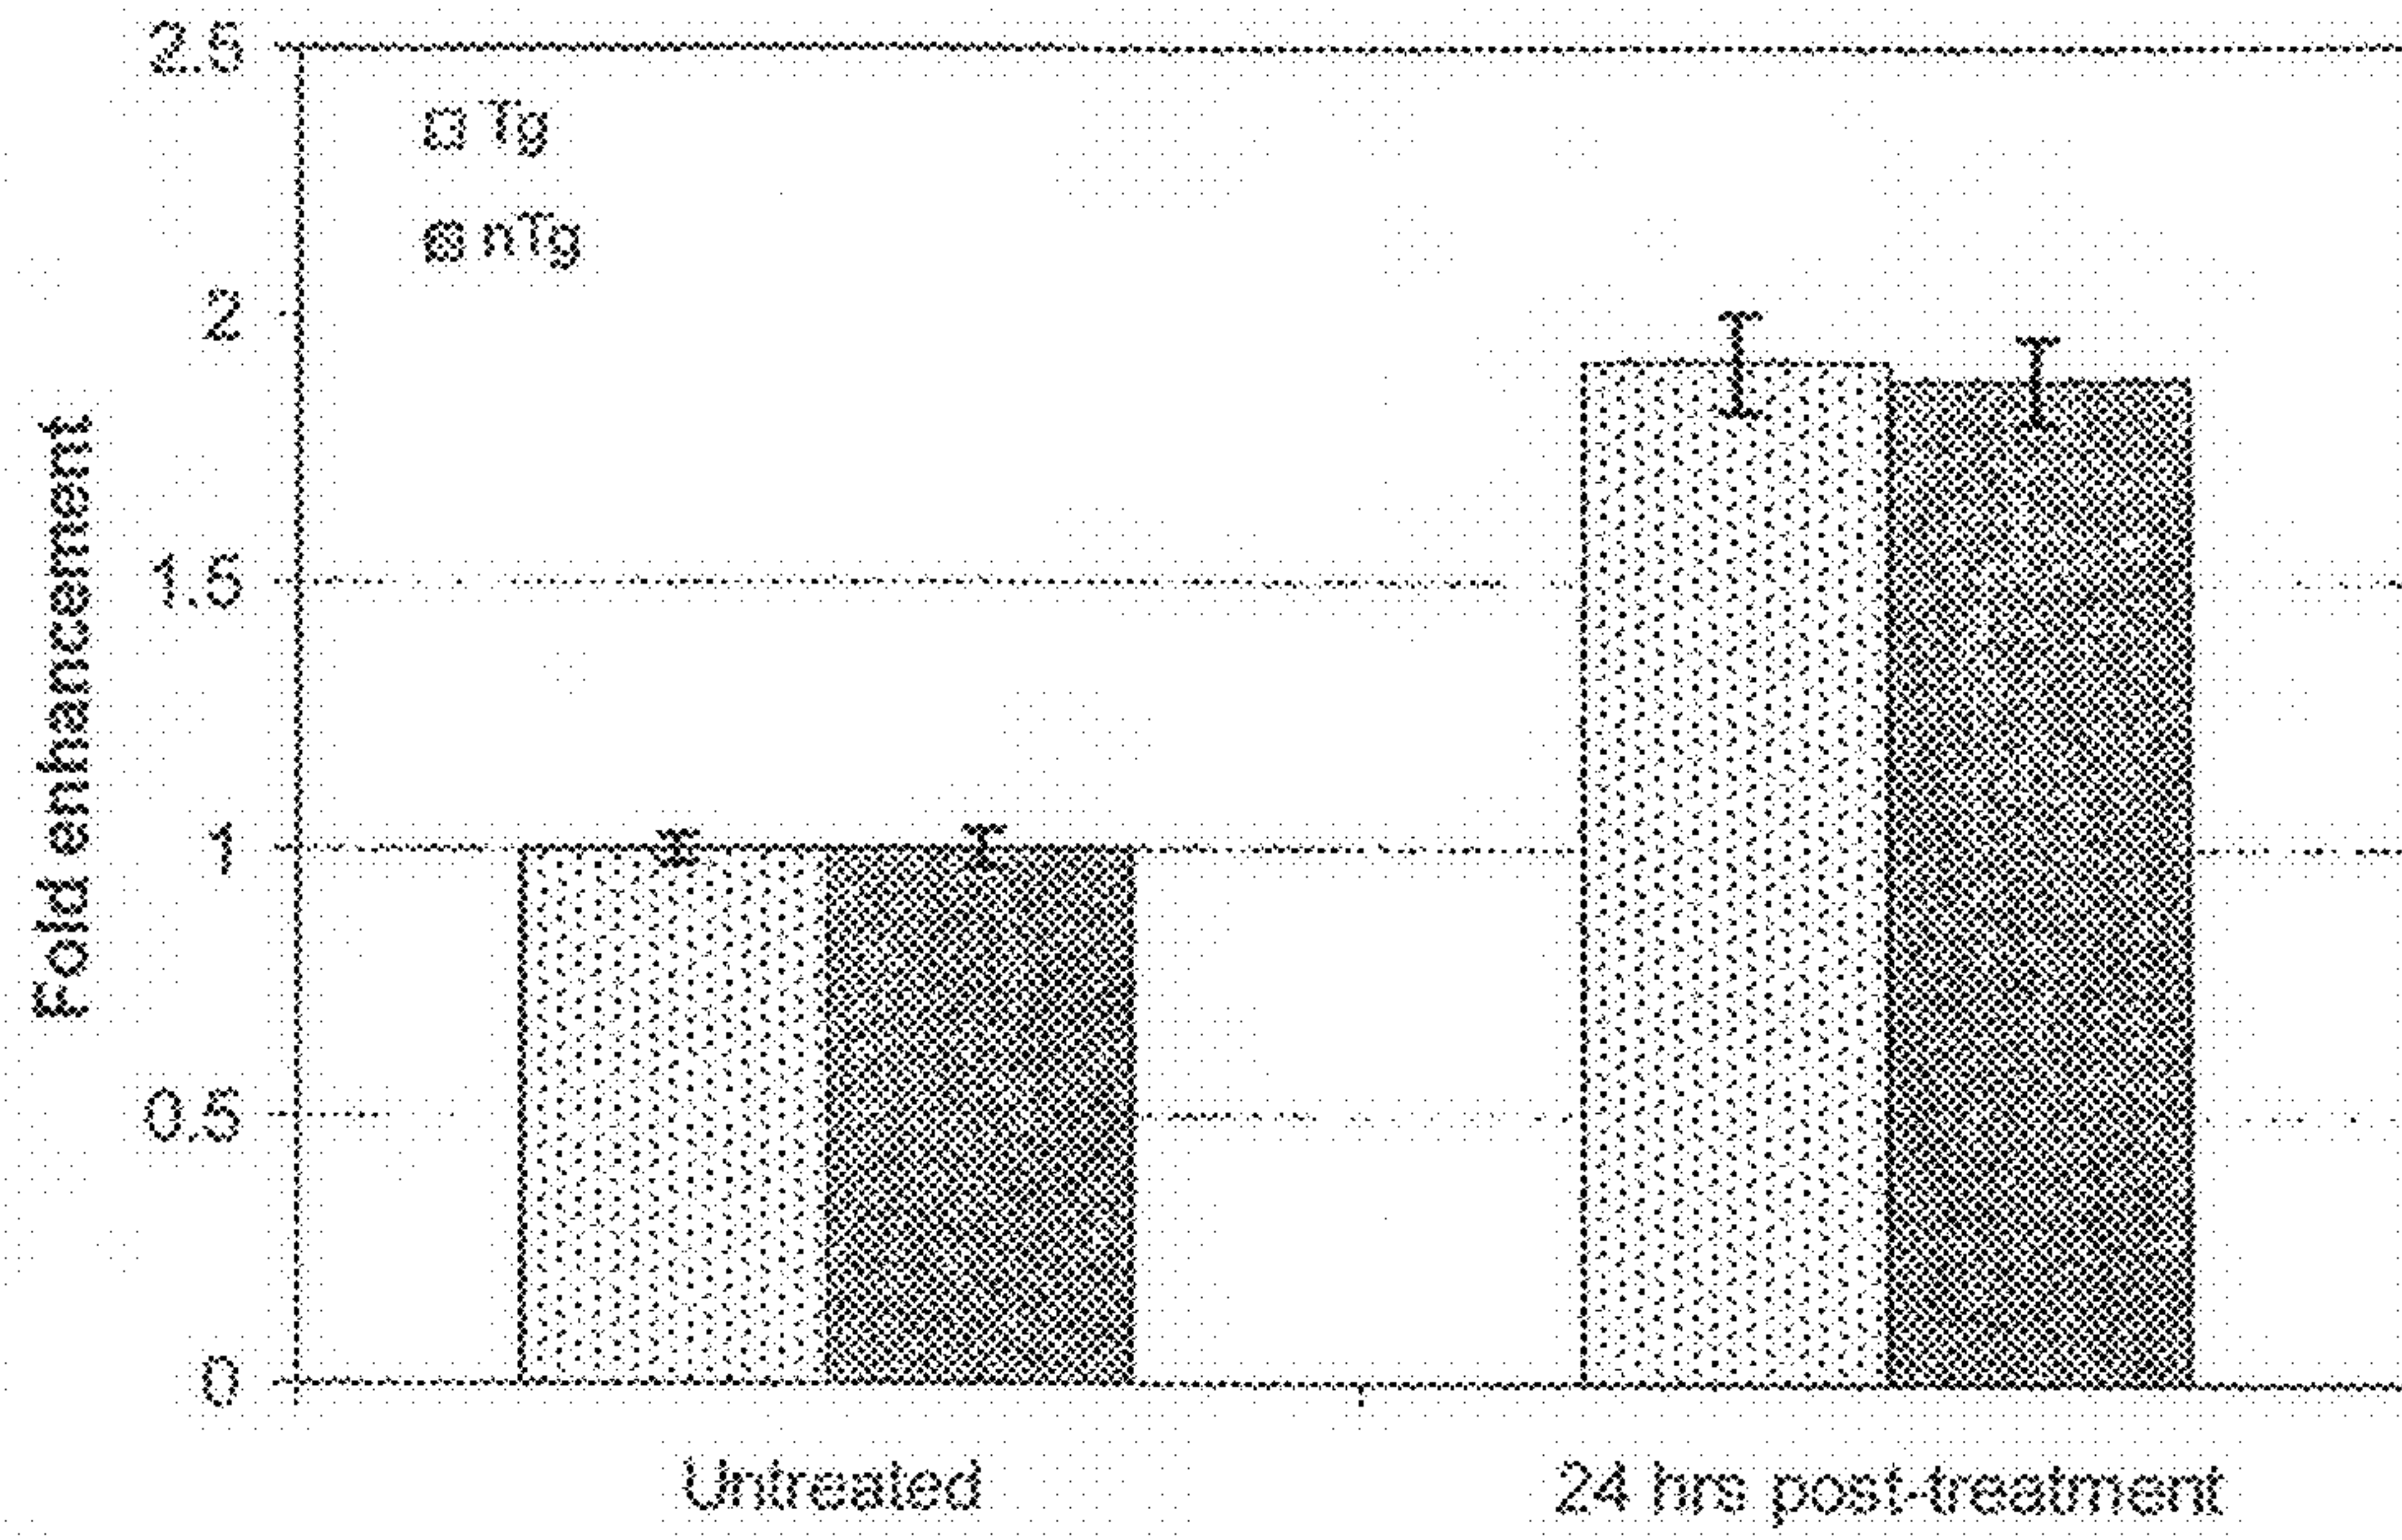 2.5
Tg
nTg
2
1.5
1
0.5
0
Fold enhancement
Untreated
24 hrs post-treatment